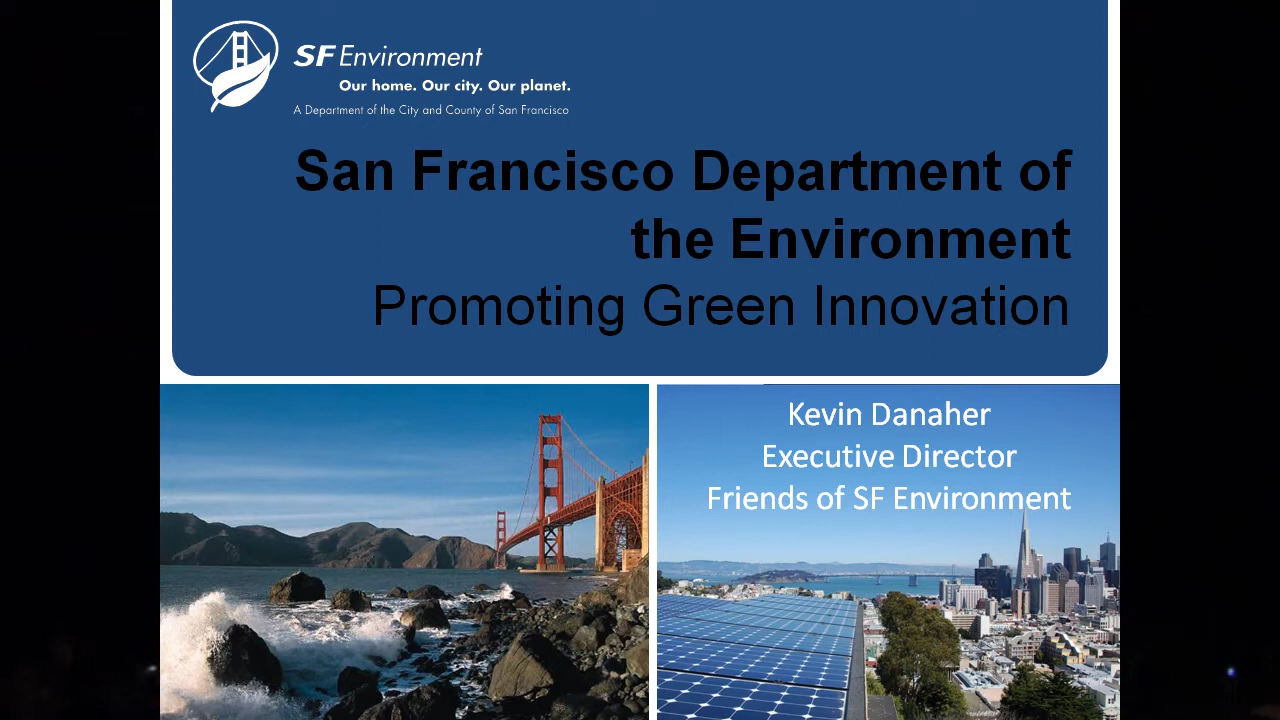 SF Environment
Our home. Our city. Our planet.
A Department of the City and County of San Francisco
San Francisco Department of
the Environment
Promoting Green Innovation
Kevin Danaher
Executive Director
Friends of SF Environment